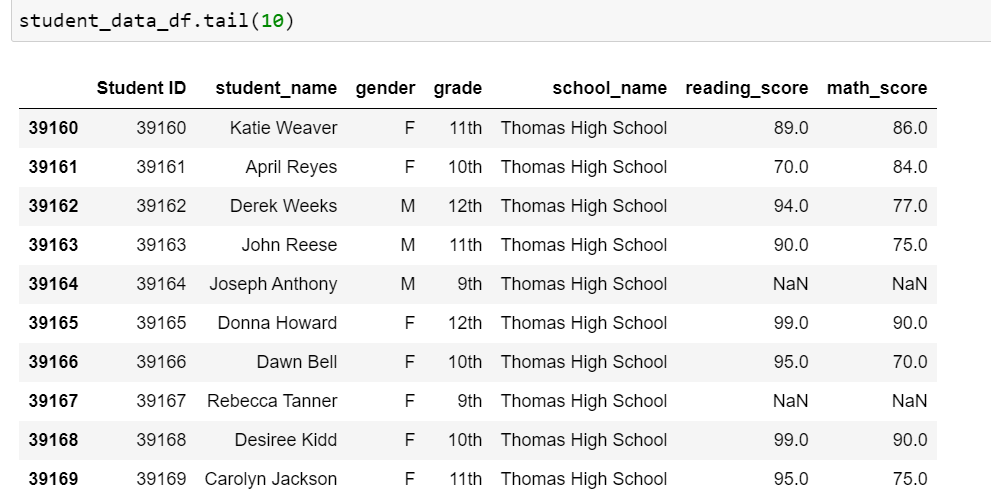 student_data_df.tail(10)
Student ID student_name gender grade school_name reading_score math_score
39160 39160 Katie Weaver F 11th Thomas High School 89.0 86.0
39161 39161 April Reyes F 10th Thomas High School 70.0 84.0
39162 39162 Derek Weeks M 12th Thomas High School 94.0 77.0
39163 39163 John Reese M 11th Thomas High School 90.0 75.0
39164 39164 Joseph Anthony M 9th Thomas High School NaN NaN
39165 39165 Donna Howard F 12th Thomas High School 99.0 90.0
39166 39166 Dawn Bell F 10th Thomas High School 95.0 70.0
39167 39167 Rebecca Tanner F 9th Thomas High School NaN NaN
39168 39168 Desiree Kidd F 10th Thomas High School 99.0 90.0
39169 39169 Carolyn Jackson F 11th Thomas High School 95.0 75.0